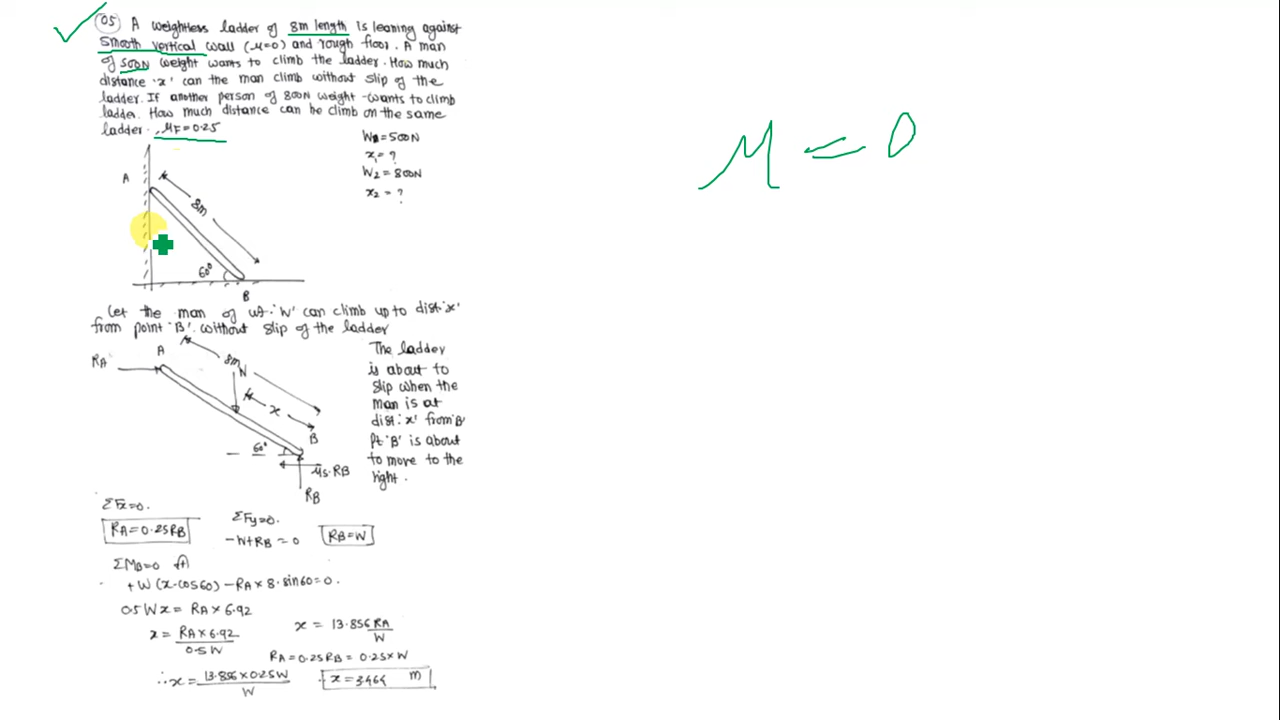 05 A weightless ladder of 8m length is leaning against
smooth vertical wall (μ=0) and rough floor. A man
of 500N weight wants to climb the ladder. How much
distance 'x' can the man climb without slip of the
ladder. If another person of 800N weight wants to climb
ladder. How much distance can he climb on the same
ladder. μF=0.25
μ = 0
W1=500N
x1=?
W2=800N
x2=?
A
8m
60°
B
Let the man of wt. 'W' can climb up to dist. 'x'
from point 'B' without slip of the ladder
RA
A
8m
W
x
B
60°
μs·RB
RB
The ladder
is about to
slip when the
man is at
dist: 'x' from 'B'
Pt 'B' is about
to move to the
right.
ΣFx=0.
RA=0.25RB
ΣFy=0.
-W+RB=0
RB=W
ΣMB=0
+W(x·cos60)-RA×8·sin60=0.
0.5Wx = RA×6.92
x = RA×6.92 / 0.5W
x = 13.856 RA / W
RA=0.25RB=0.25×W
∴x = 13.856×0.25W / W
x=3464 m